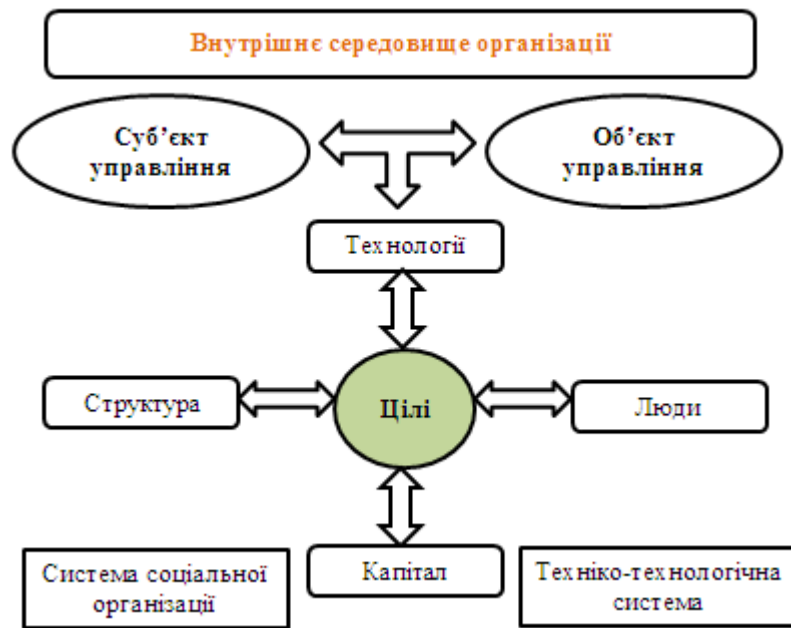 Внутрішнє середовище організації
Суб’єкт
управління
Об’єкт
управління
Технології
Структура
Цілі
Люди
Система соціальної
організації
Капітал
Техніко-технологічна
система